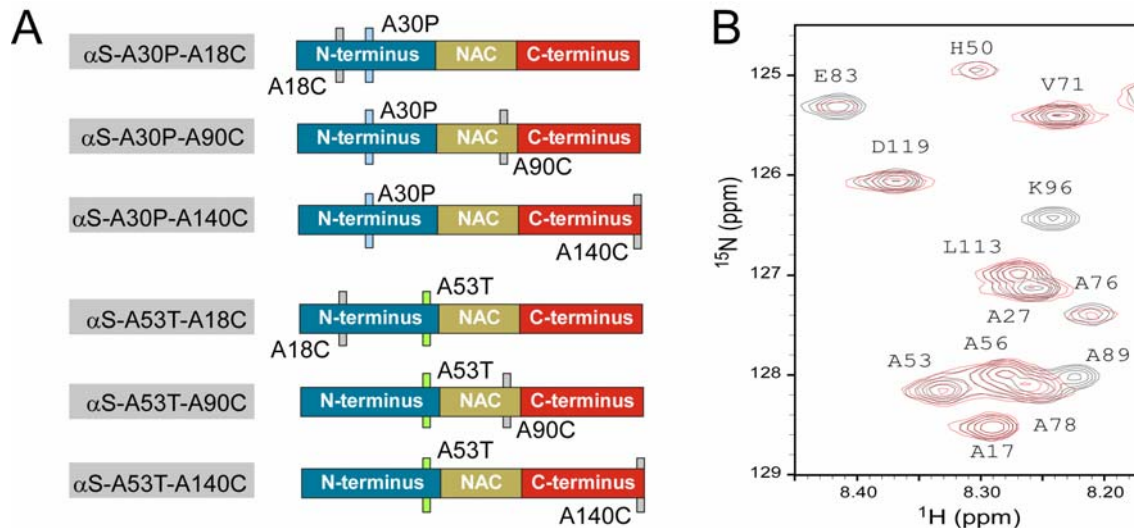 A
αS-A30P-A18C
A30P
N-terminus NAC C-terminus
A18C
αS-A30P-A90C
A30P
N-terminus NAC C-terminus
A90C
αS-A30P-A140C
A30P
N-terminus NAC C-terminus
A140C
αS-A53T-A18C
A53T
N-terminus NAC C-terminus
A18C
αS-A53T-A90C
A53T
N-terminus NAC C-terminus
A90C
αS-A53T-A140C
A53T
N-terminus NAC C-terminus
A140C
B
H50
E83
V71
D119
K96
L113
A76
A27
A56
A53
A89
A78
A17
125
126
127
128
129
15N (ppm)
8.40 8.30 8.20
1H (ppm)